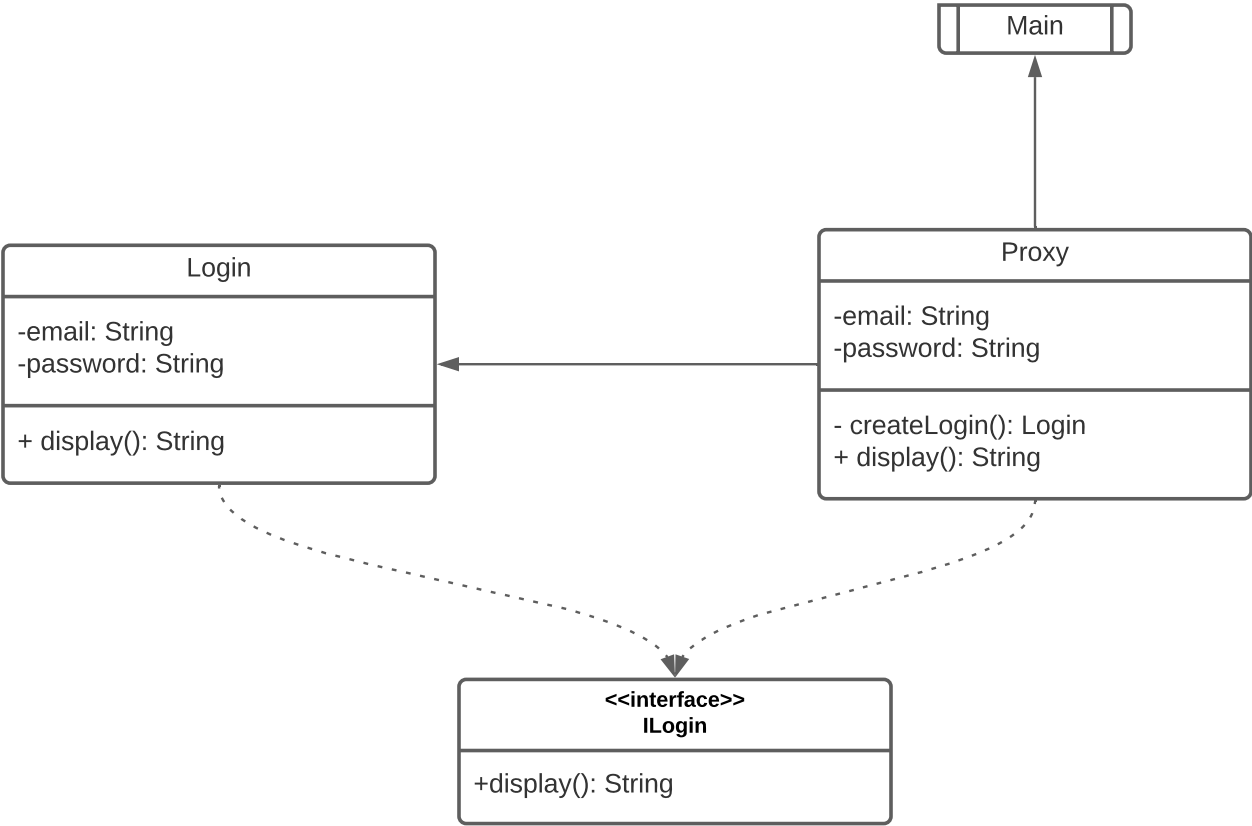 Main
Login
-email: String
-password: String
+ display(): String
Proxy
-email: String
-password: String
- createLogin(): Login
+ display(): String
<<interface>>
ILogin
+display(): String